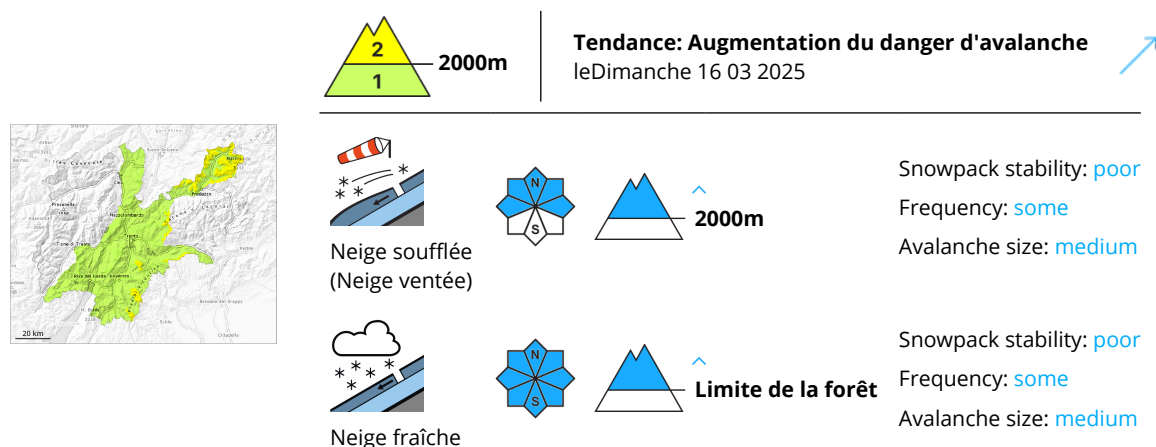 2
1
2000m
Tendance: Augmentation du danger d'avalanche
leDimanche 16 03 2025
Neige soufflée
(Neige ventée)
N
S
2000m
Snowpack stability: poor
Frequency: some
Avalanche size: medium
Mezzolombardo
Trento
20 km
Neige fraîche
N
S
Limite de la forêt
Snowpack stability: poor
Frequency: some
Avalanche size: medium